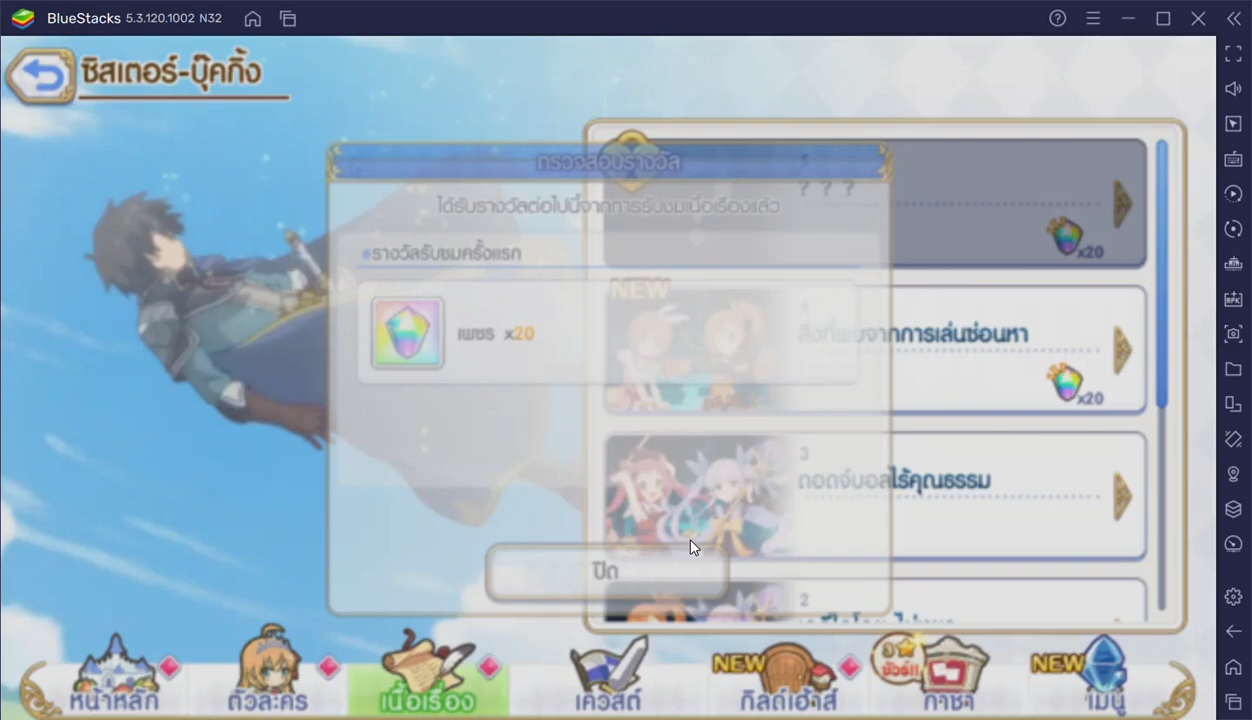 BlueStacks 5.3.120.1002 N32
ซิสเตอร์-บุ๊คกิ้ง
ตรวจสอบรางวัล
ได้รับรางวัลต่อไปนี้จากการรับชมเนื้อเรื่องแล้ว
รางวัลรับชมครั้งแรก
เพชร x20
ปิด
5
? ? ?
x20
NEW
4
สิ่งที่พบจากการเล่นซ่อนหา
x20
3
ดอดจ์บอลไร้คุณธรรม
2
หน้าหลัก
ตัวละคร
เนื้อเรื่อง
เควสต์
NEW
กิลด์เฮ้าส์
3
ชัวร์!!
กาชา
NEW
เมนู